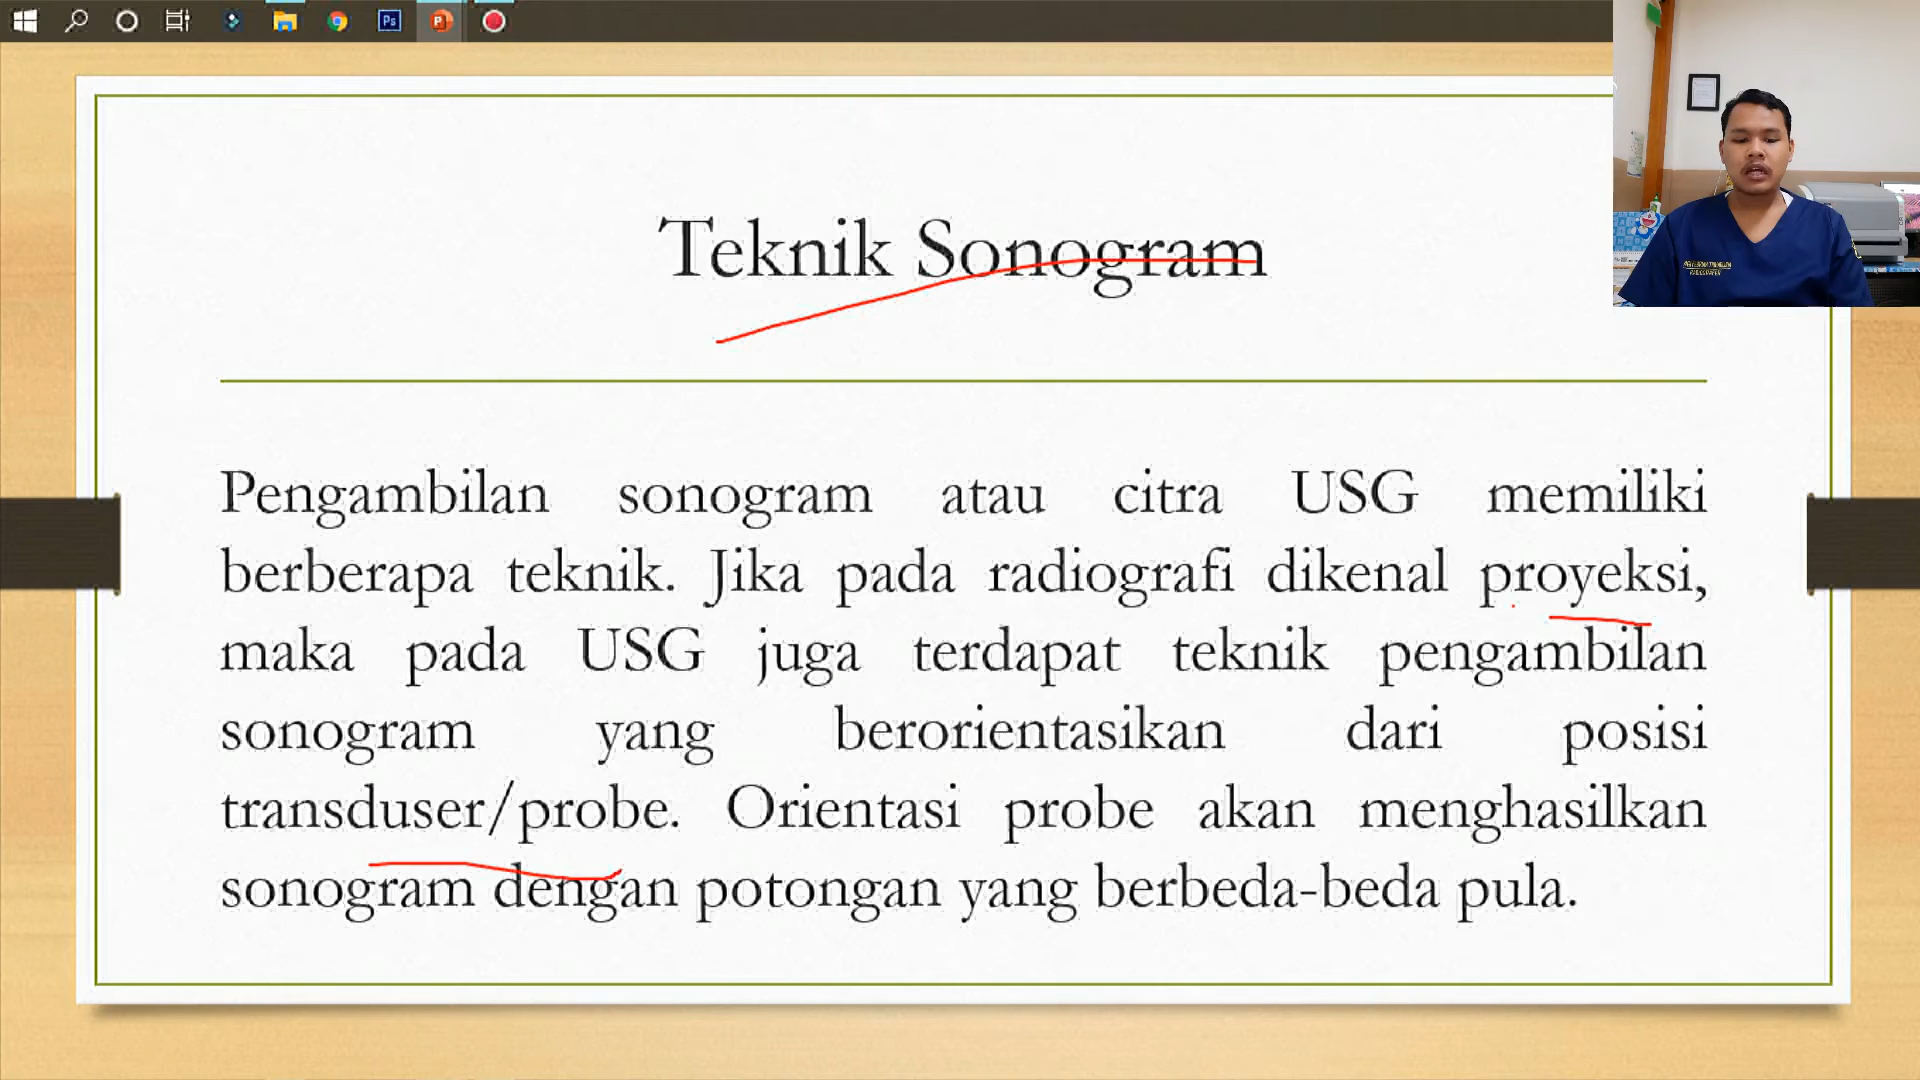 Teknik Sonogram
Pengambilan sonogram atau citra USG memiliki
berberapa teknik. Jika pada radiografi dikenal proyeksi,
maka pada USG juga terdapat teknik pengambilan
sonogram yang berorientasikan dari posisi
transduser/probe. Orientasi probe akan menghasilkan
sonogram dengan potongan yang berbeda-beda pula.
Ps
P
RADIOGRAFER